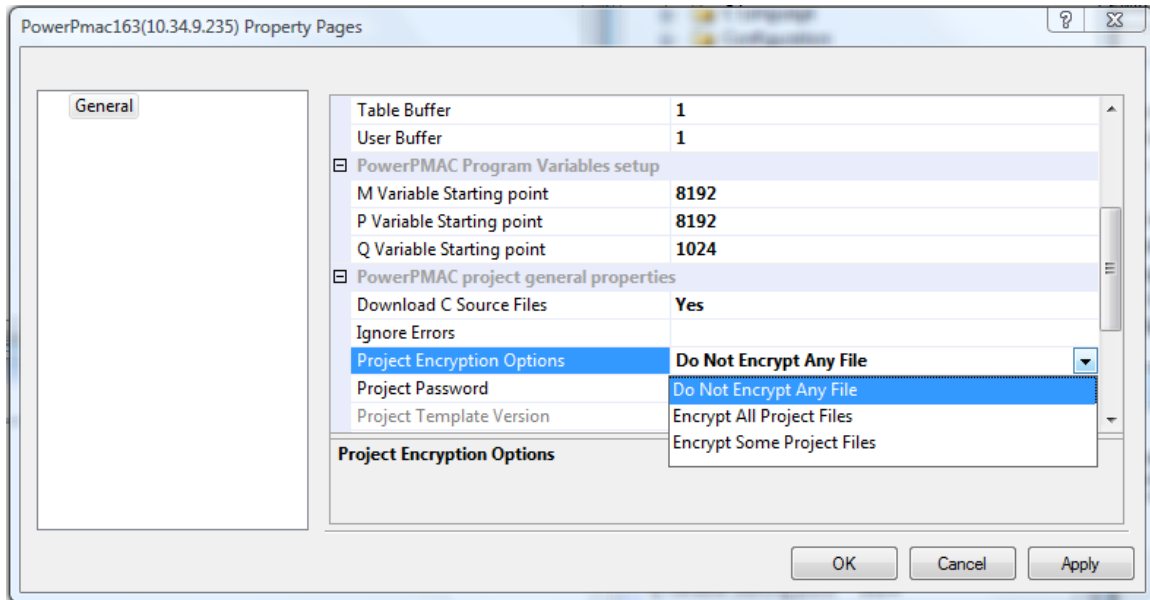 PowerPmac163(10.34.9.235) Property Pages
General
Table Buffer 1
User Buffer 1
PowerPMAC Program Variables setup
M Variable Starting point 8192
P Variable Starting point 8192
Q Variable Starting point 1024
PowerPMAC project general properties
Download C Source Files Yes
Ignore Errors
Project Encryption Options Do Not Encrypt Any File
Project Password Do Not Encrypt Any File
Project Template Version Encrypt All Project Files
Encrypt Some Project Files
Project Encryption Options
OK Cancel Apply